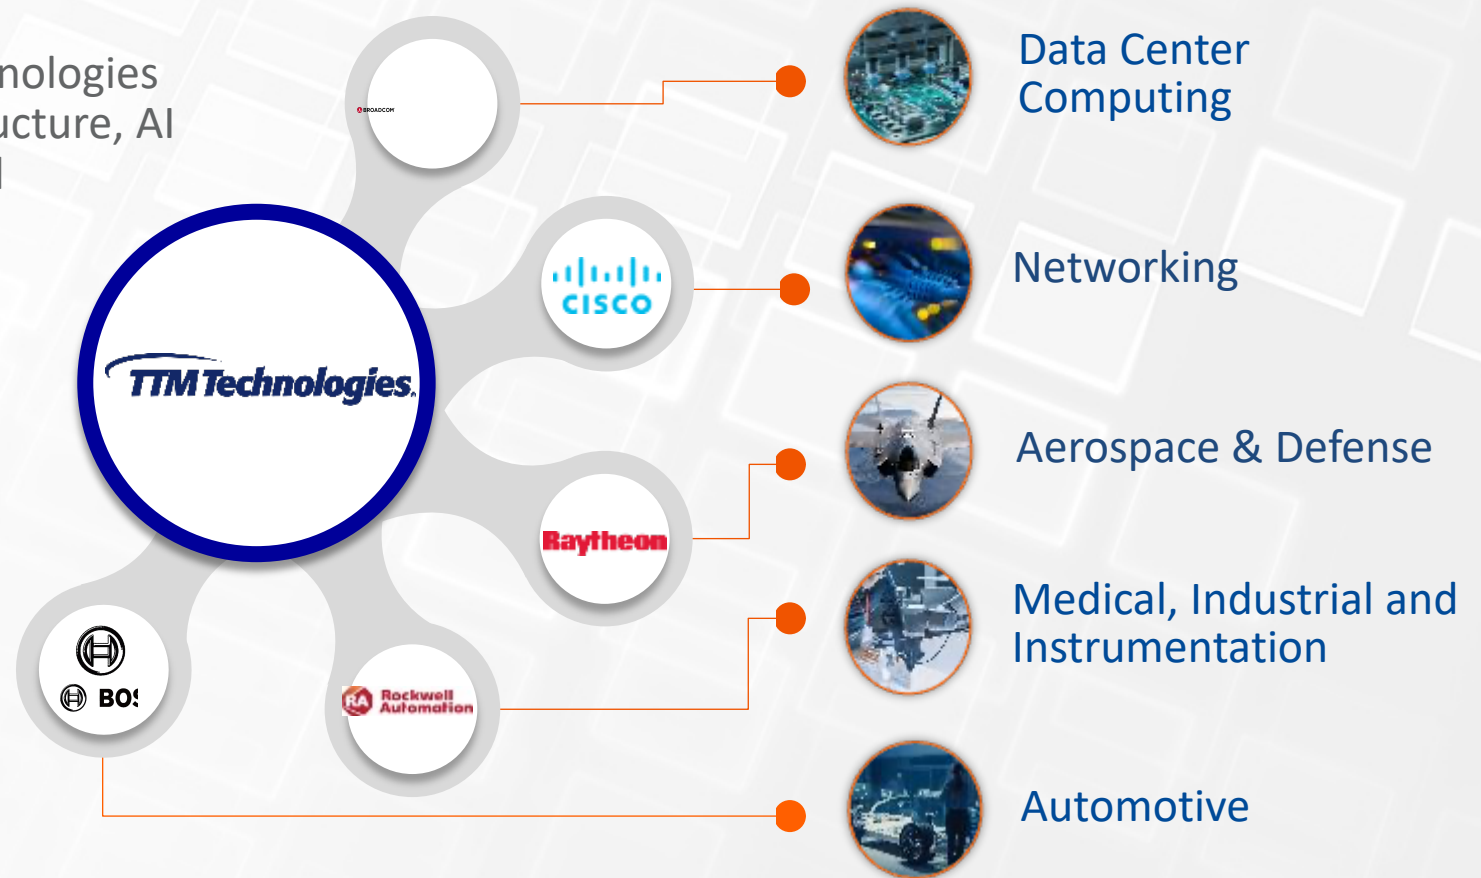 nologies
ucture, AI
BROADCOM
CISCO
TTM Technologies.
Raytheon
BOS
Rockwell
Automation
RA
Data Center
Computing
Networking
Aerospace & Defense
Medical, Industrial and
Instrumentation
Automotive